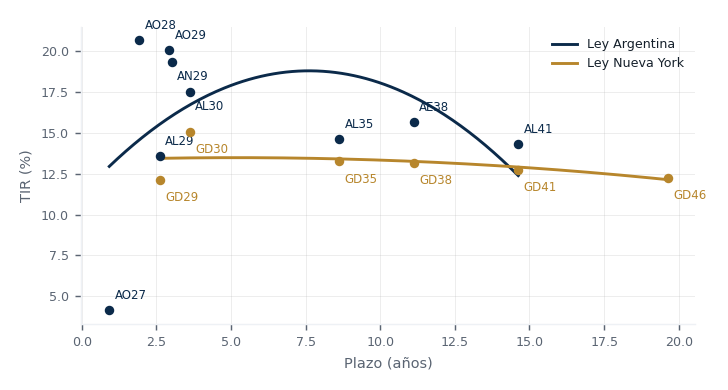 AO28
AO29
20.0
Ley Argentina
Ley Nueva York
AN29
17.5
AL30
AE38
15.0
AL35
AL41
AL29
GD30
12.5
GD35
GD38
GD41
GD29
GD46
10.0
7.5
5.0
AO27
0.0 2.5 5.0 7.5 10.0 12.5 15.0 17.5 20.0
TIR (%)
Plazo (años)